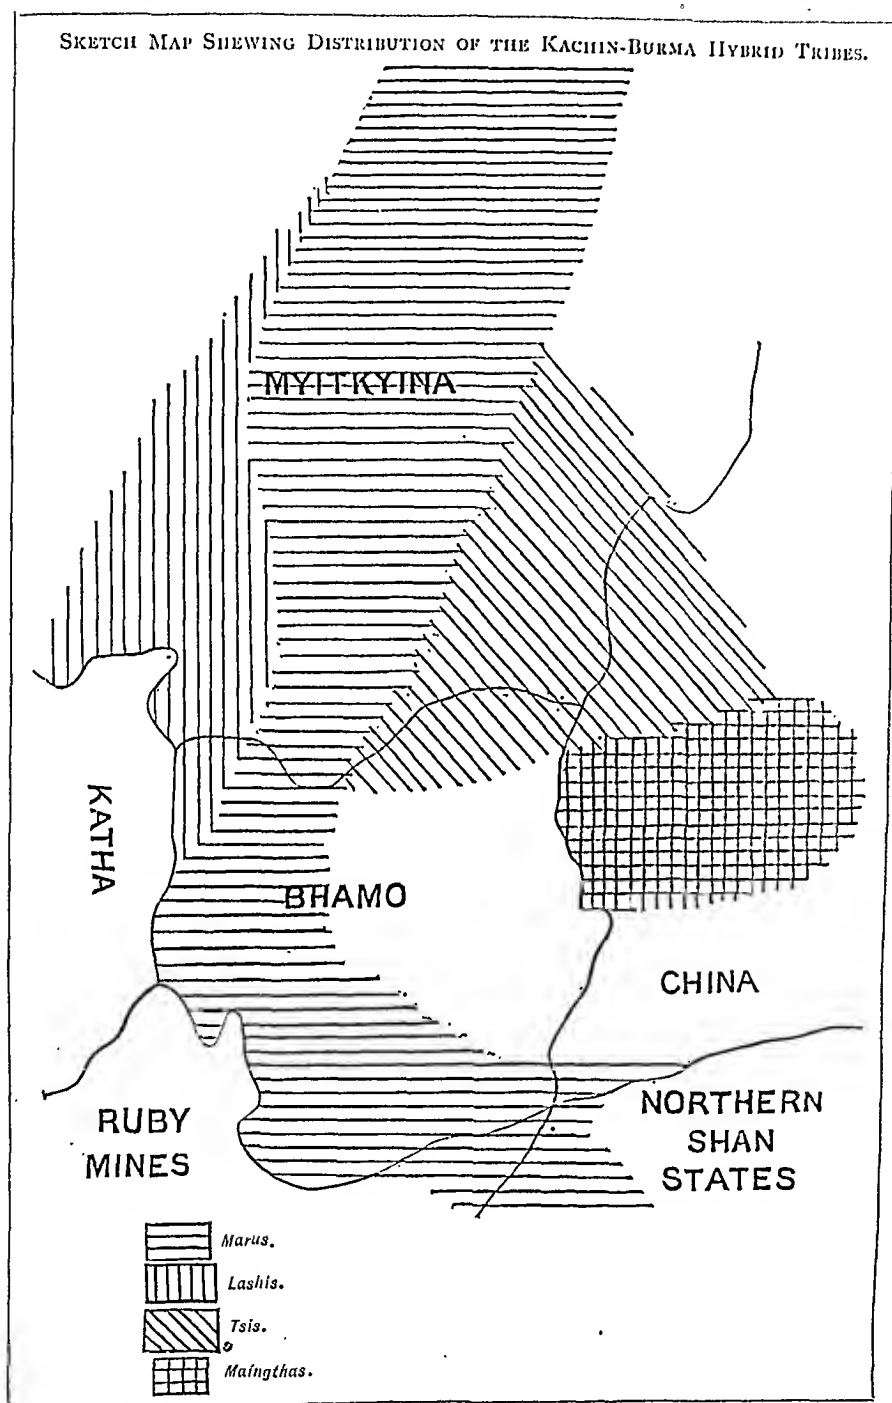 SKETCH MAP SHEWING DISTRIBUTION OF THE KACHIN-BURMA HYBRID TRIBES.
MYITKYINA
KATHA
BHAMO
CHINA
RUBY
MINES
NORTHERN
SHAN
STATES
Marus.
Lashis.
Tsis.
Maingthas.